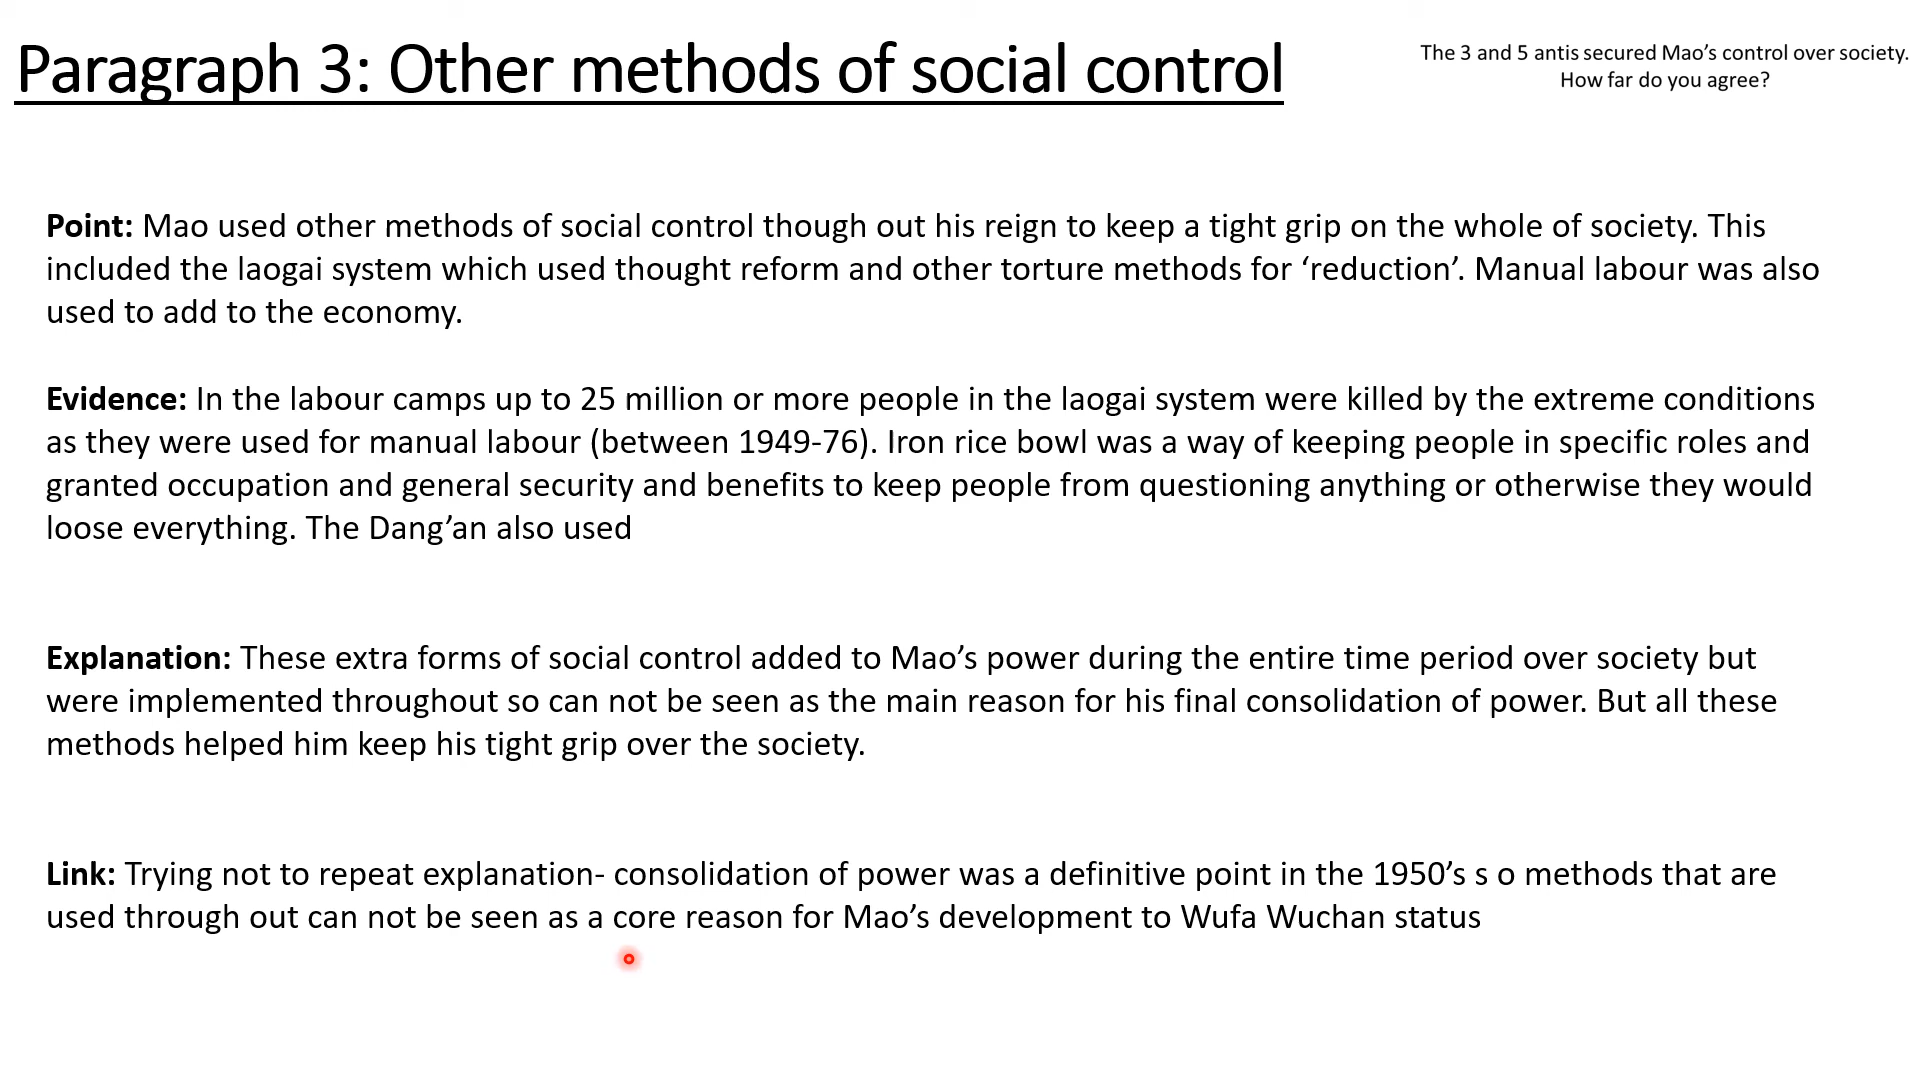 Paragraph 3: Other methods of social control
The 3 and 5 antis secured Mao’s control over society.
How far do you agree?
Point: Mao used other methods of social control though out his reign to keep a tight grip on the whole of society. This
included the laogai system which used thought reform and other torture methods for ‘reduction’. Manual labour was also
used to add to the economy.
Evidence: In the labour camps up to 25 million or more people in the laogai system were killed by the extreme conditions
as they were used for manual labour (between 1949-76). Iron rice bowl was a way of keeping people in specific roles and
granted occupation and general security and benefits to keep people from questioning anything or otherwise they would
loose everything. The Dang’an also used
Explanation: These extra forms of social control added to Mao’s power during the entire time period over society but
were implemented throughout so can not be seen as the main reason for his final consolidation of power. But all these
methods helped him keep his tight grip over the society.
Link: Trying not to repeat explanation- consolidation of power was a definitive point in the 1950’s s o methods that are
used through out can not be seen as a core reason for Mao’s development to Wufa Wuchan status